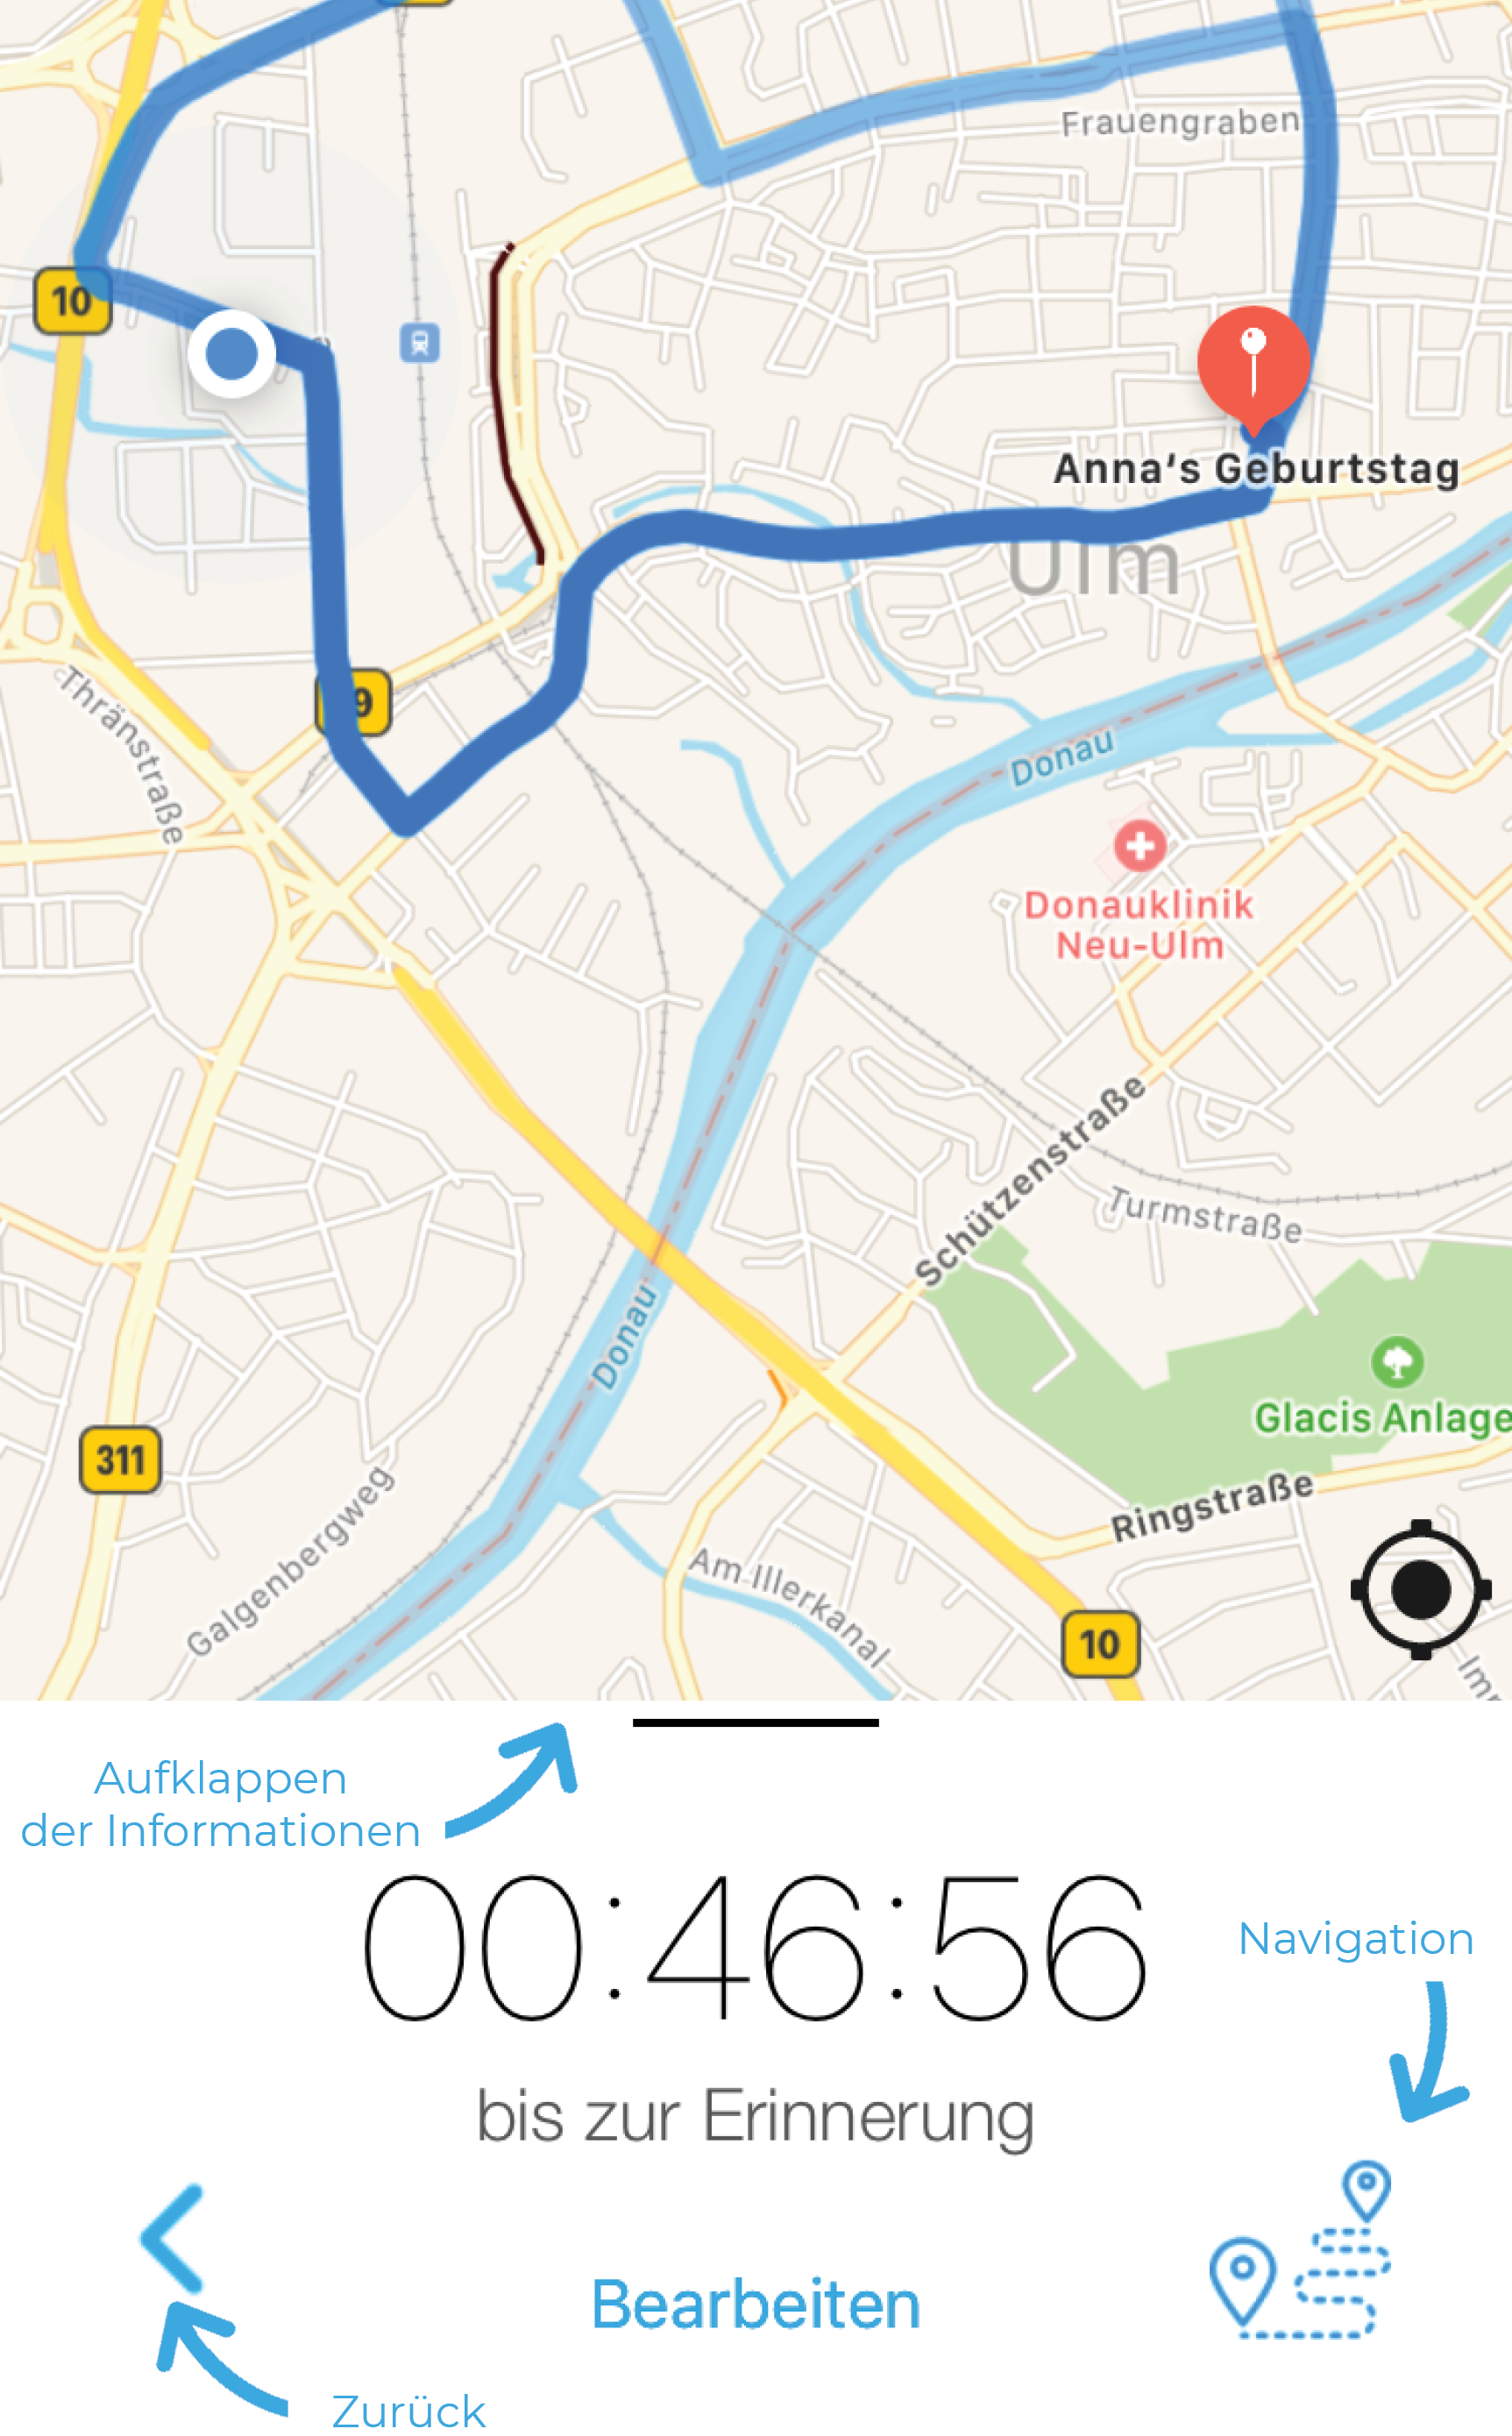 Frauengraben
10
Anna‘s Geburtstag
Ulm
9
Thränstraße
Donau
Donauklinik
Neu-Ulm
Schützenstraße
Turmstraße
Donau
Glacis Anlage
311
Ringstraße
Galgenbergweg
Am Illerkanal
10
Aufklappen
der Informationen
00:46:56
Navigation
bis zur Erinnerung
Bearbeiten
Zurück